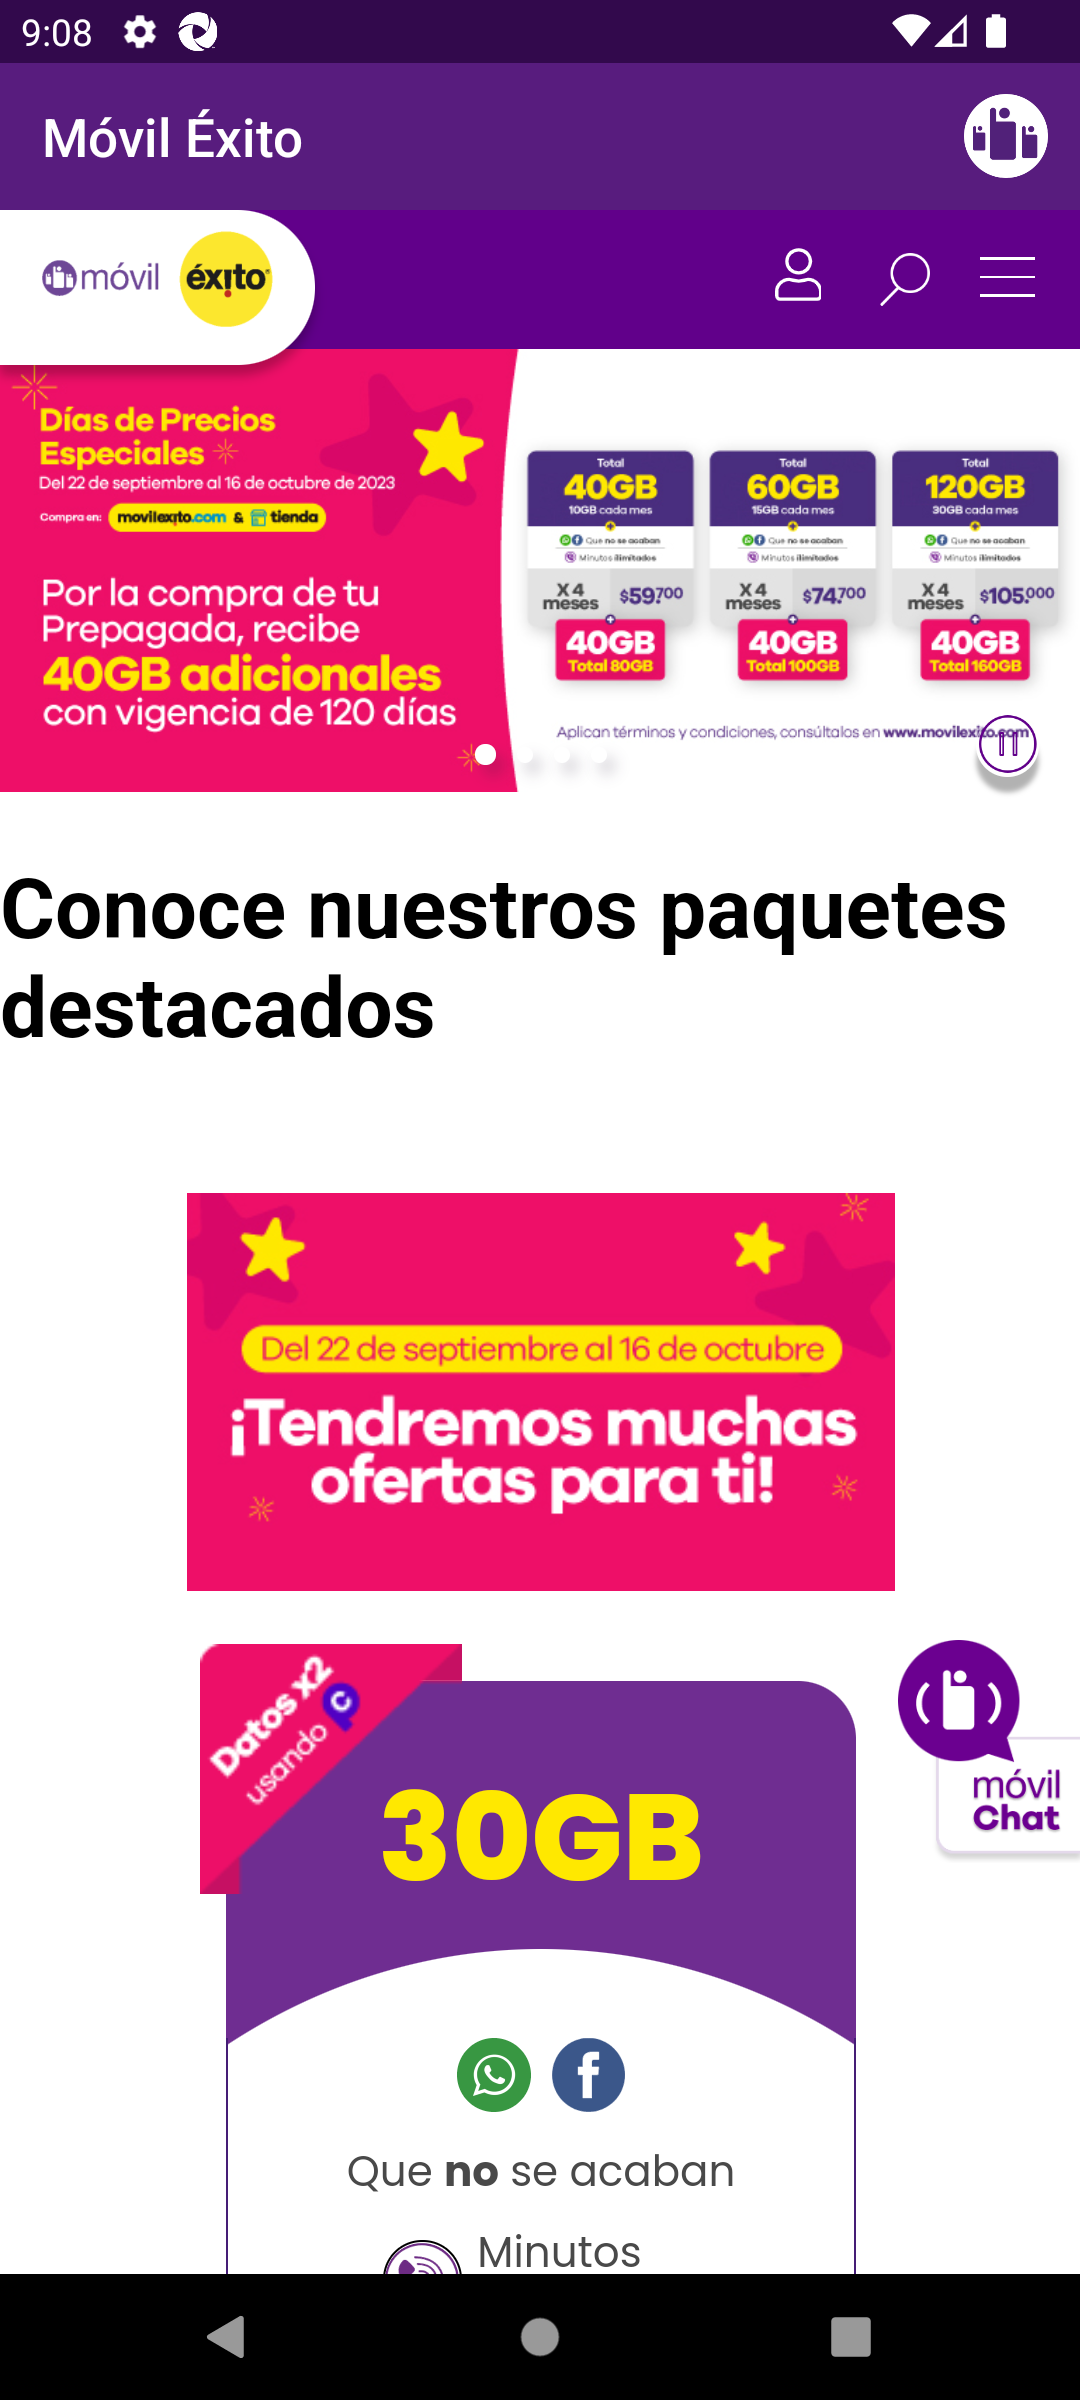 9:08
Móvil Éxito
móvil éxito
Días de Precios
Especiales
Del 22 de septiembre al 16 de octubre de 2023
Compra en: movilexito.com & tienda
Por la compra de tu
Prepagada, recibe
40GB adicionales
con vigencia de 120 días
Total
40GB
10GB cada mes
Que no se acaban
Minutos ilimitados
X 4 meses $59.700
40GB
Total 80GB
Total
60GB
15GB cada mes
Que no se acaban
Minutos ilimitados
X 4 meses $74.700
40GB
Total 100GB
Total
120GB
30GB cada mes
Que no se acaban
Minutos ilimitados
X 4 meses $105.000
40GB
Total 160GB
Aplican términos y condiciones, consúltalos en www.movilexito.com
Conoce nuestros paquetes
destacados
Del 22 de septiembre al 16 de octubre
¡Tendremos muchas
ofertas para ti!
Datos x2
usando
30GB
móvil
Chat
Que no se acaban
Minutos